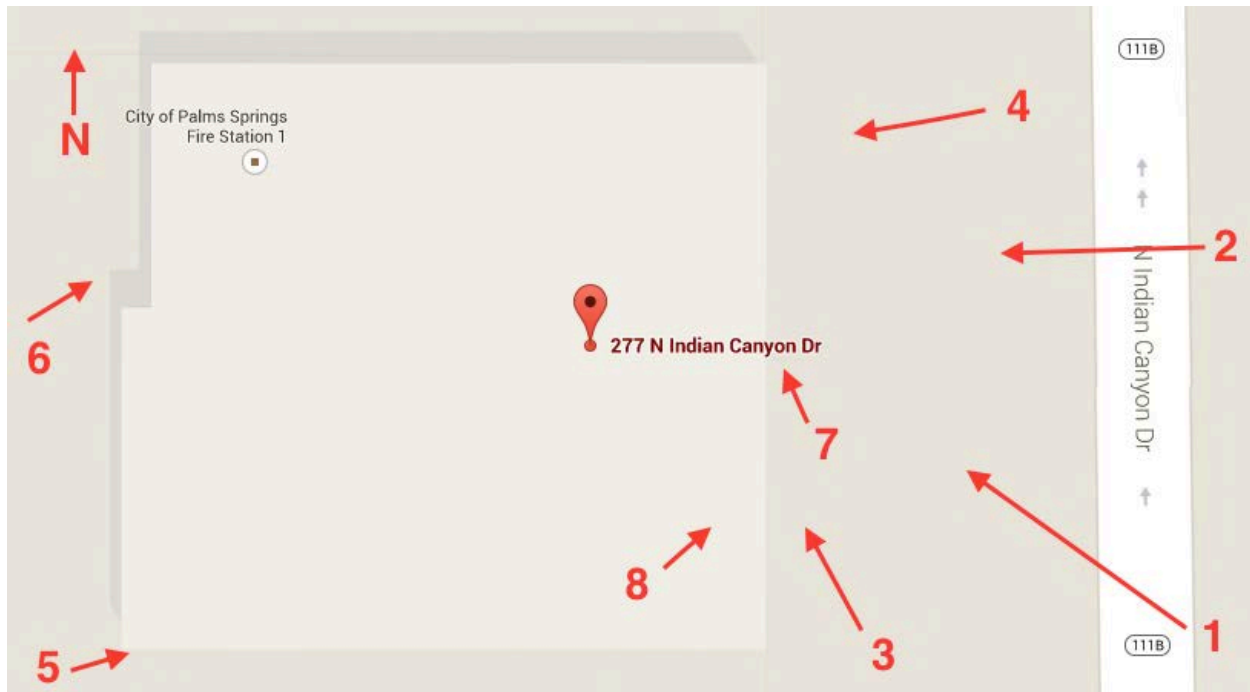 111B
4
N
City of Palms Springs
Fire Station 1
2
N Indian Canyon Dr
6
277 N Indian Canyon Dr
7
8
3
1
111B
5